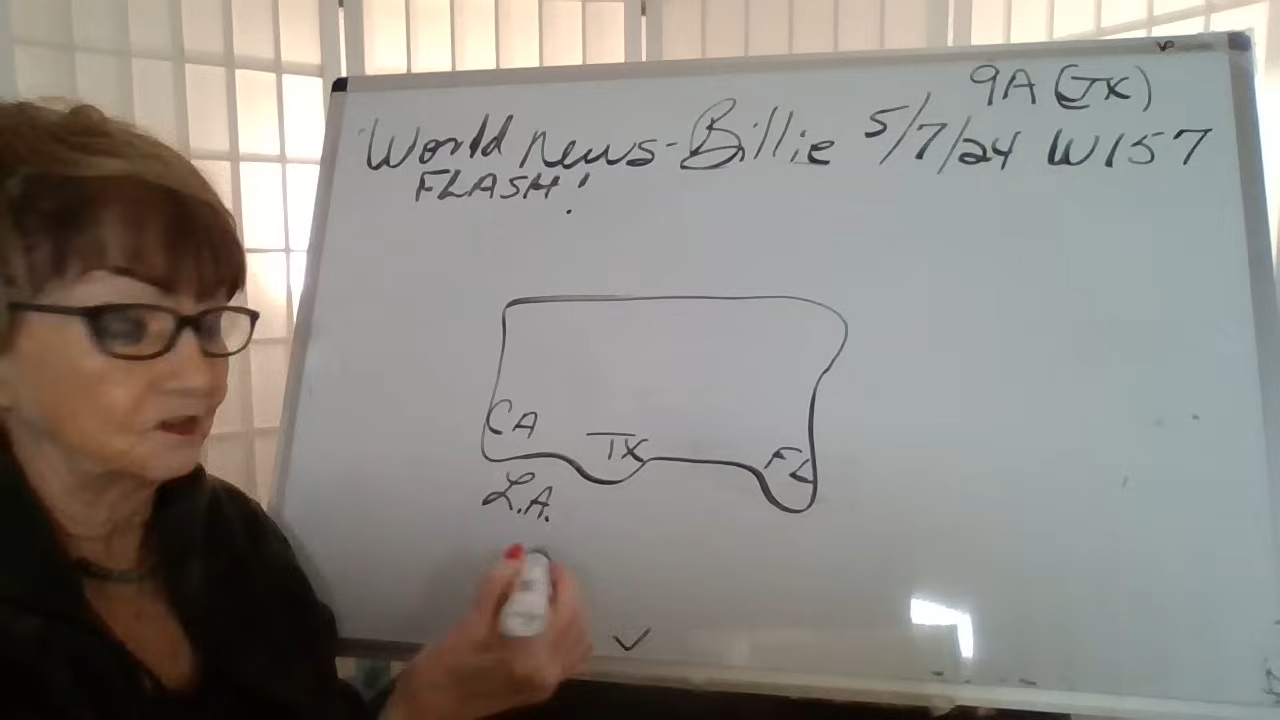 9A (TX)
World news-Billie 5/7/24 W157
FLASH!
CA
TX
FL
L.A.